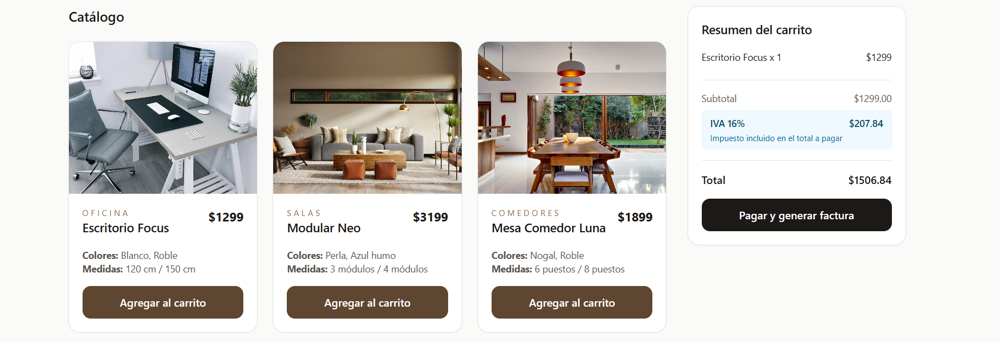 Catálogo
OFICINA
$1299
Escritorio Focus
Colores: Blanco, Roble
Medidas: 120 cm / 150 cm
Agregar al carrito
SALAS
$3199
Modular Neo
Colores: Perla, Azul humo
Medidas: 3 módulos / 4 módulos
Agregar al carrito
COMEDORES
$1899
Mesa Comedor Luna
Colores: Nogal, Roble
Medidas: 6 puestos / 8 puestos
Agregar al carrito
Resumen del carrito
Escritorio Focus x 1 $1299
Subtotal $1299.00
IVA 16% $207.84
Impuesto incluido en el total a pagar
Total $1506.84
Pagar y generar factura